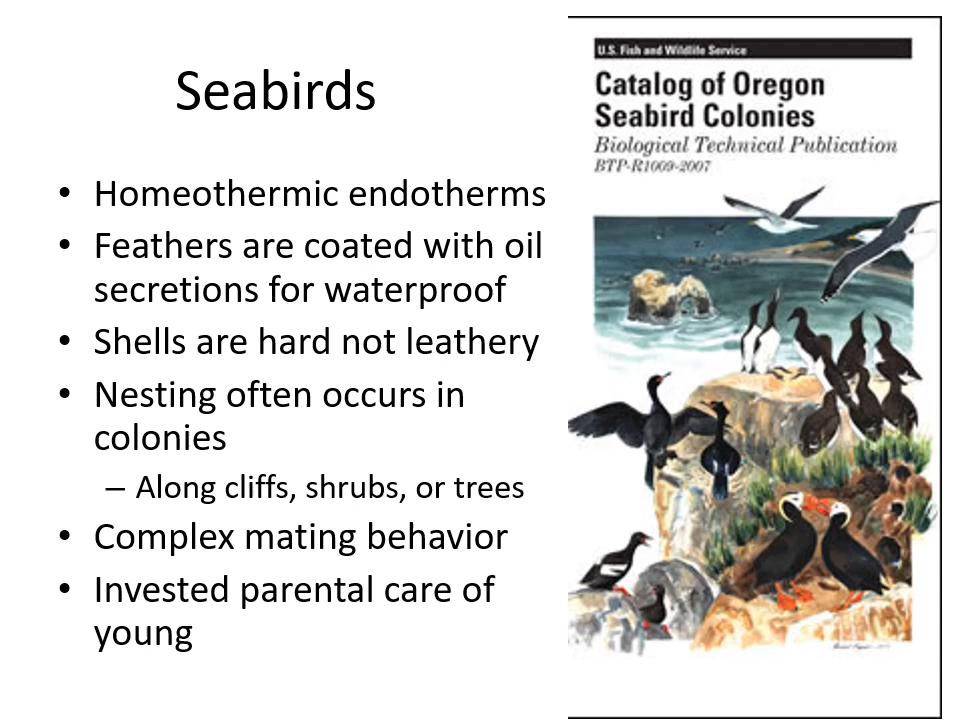 Seabirds
• Homeothermic endotherms
• Feathers are coated with oil
secretions for waterproof
• Shells are hard not leathery
• Nesting often occurs in
colonies
– Along cliffs, shrubs, or trees
• Complex mating behavior
• Invested parental care of
young
U.S. Fish and Wildlife Service
Catalog of Oregon
Seabird Colonies
Biological Technical Publication
BTP-R1009-2007